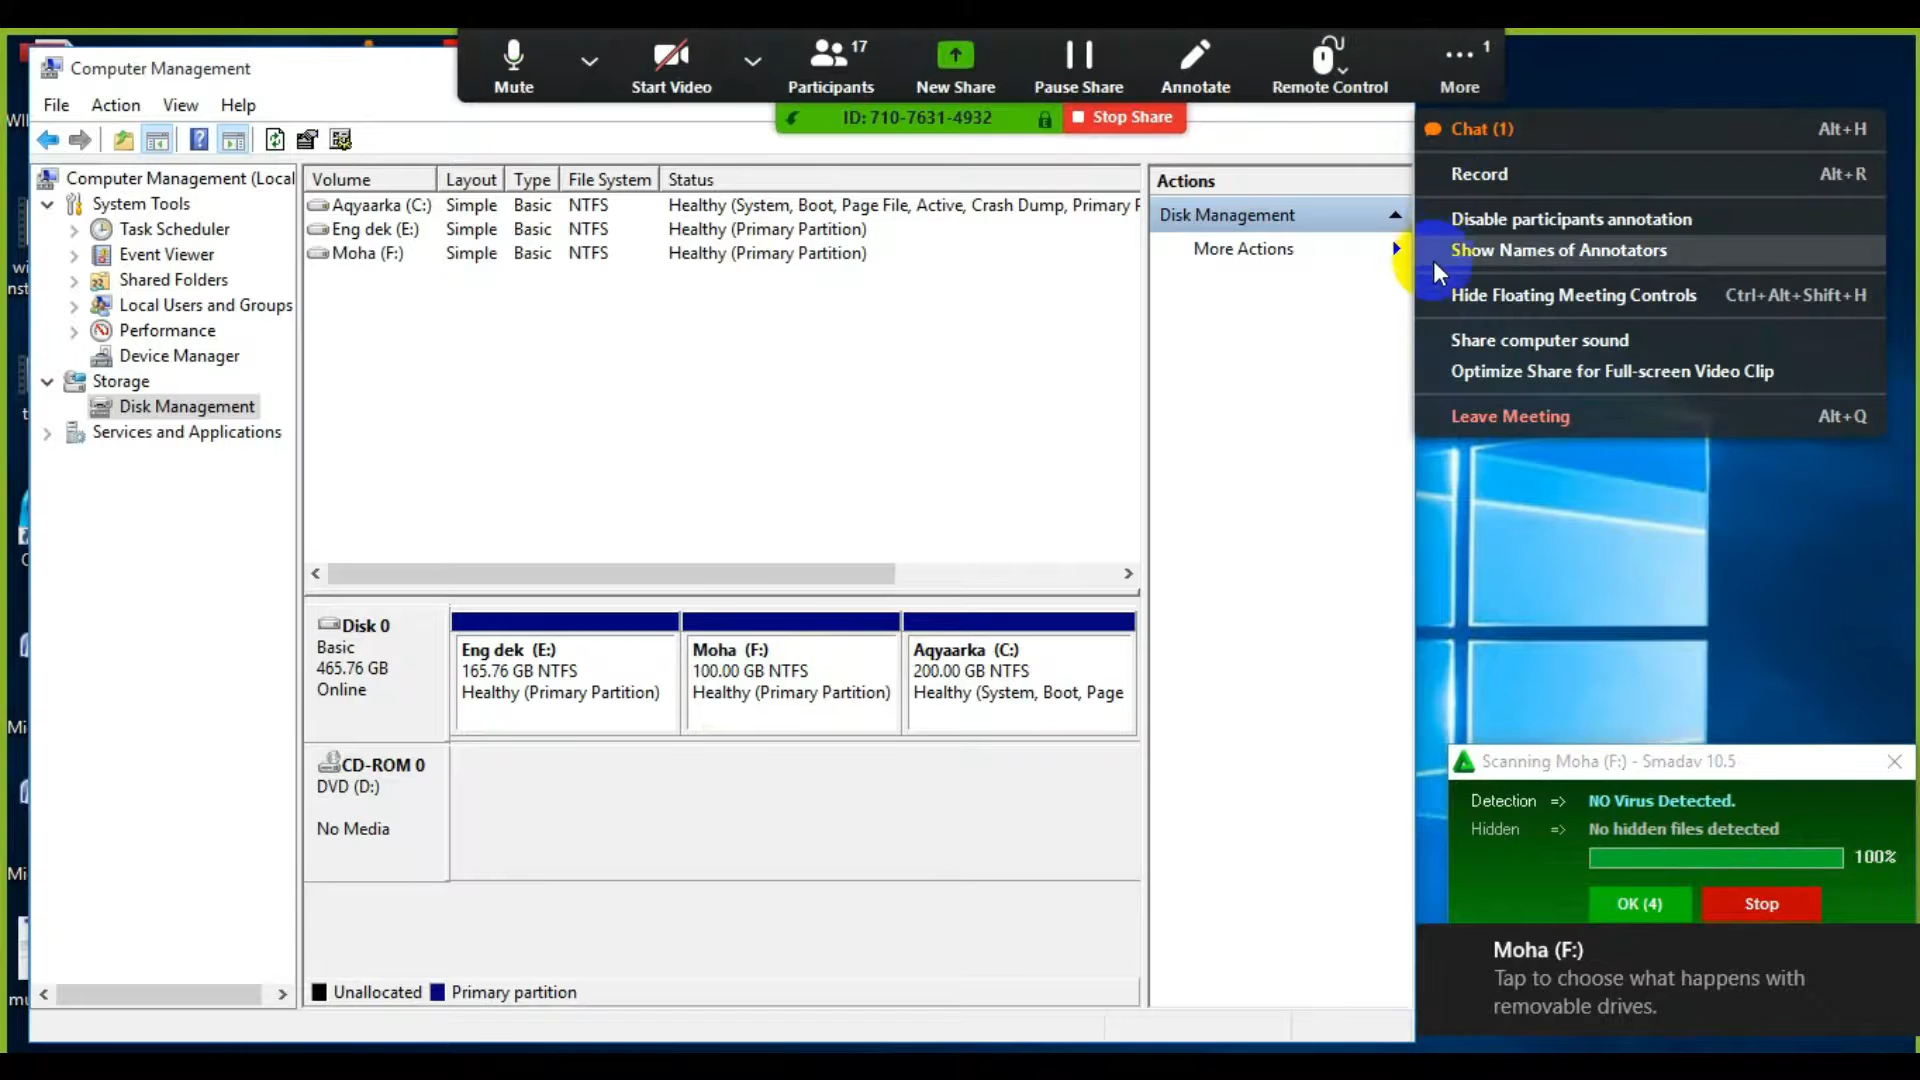 Mute
Start Video
Participants
17
New Share
Pause Share
Annotate
Remote Control
More
1
ID: 710-7631-4932
Stop Share
Computer Management
File Action View Help
Computer Management (Local
System Tools
Task Scheduler
Event Viewer
Shared Folders
Local Users and Groups
Performance
Device Manager
Storage
Disk Management
Services and Applications
Volume Layout Type File System Status
Aqyaarka (C:) Simple Basic NTFS Healthy (System, Boot, Page File, Active, Crash Dump, Primary P
Eng dek (E:) Simple Basic NTFS Healthy (Primary Partition)
Moha (F:) Simple Basic NTFS Healthy (Primary Partition)
Disk 0
Basic
465.76 GB
Online
Eng dek (E:)
165.76 GB NTFS
Healthy (Primary Partition)
Moha (F:)
100.00 GB NTFS
Healthy (Primary Partition)
Aqyaarka (C:)
200.00 GB NTFS
Healthy (System, Boot, Page
CD-ROM 0
DVD (D:)
No Media
Unallocated Primary partition
Actions
Disk Management
More Actions
Chat (1) Alt+H
Record Alt+R
Disable participants annotation
Show Names of Annotators
Hide Floating Meeting Controls Ctrl+Alt+Shift+H
Share computer sound
Optimize Share for Full-screen Video Clip
Leave Meeting Alt+Q
Scanning Moha (F:) - Smadav 10.5
Detection => NO Virus Detected.
Hidden => No hidden files detected
100%
OK (4) Stop
Moha (F:)
Tap to choose what happens with
removable drives.